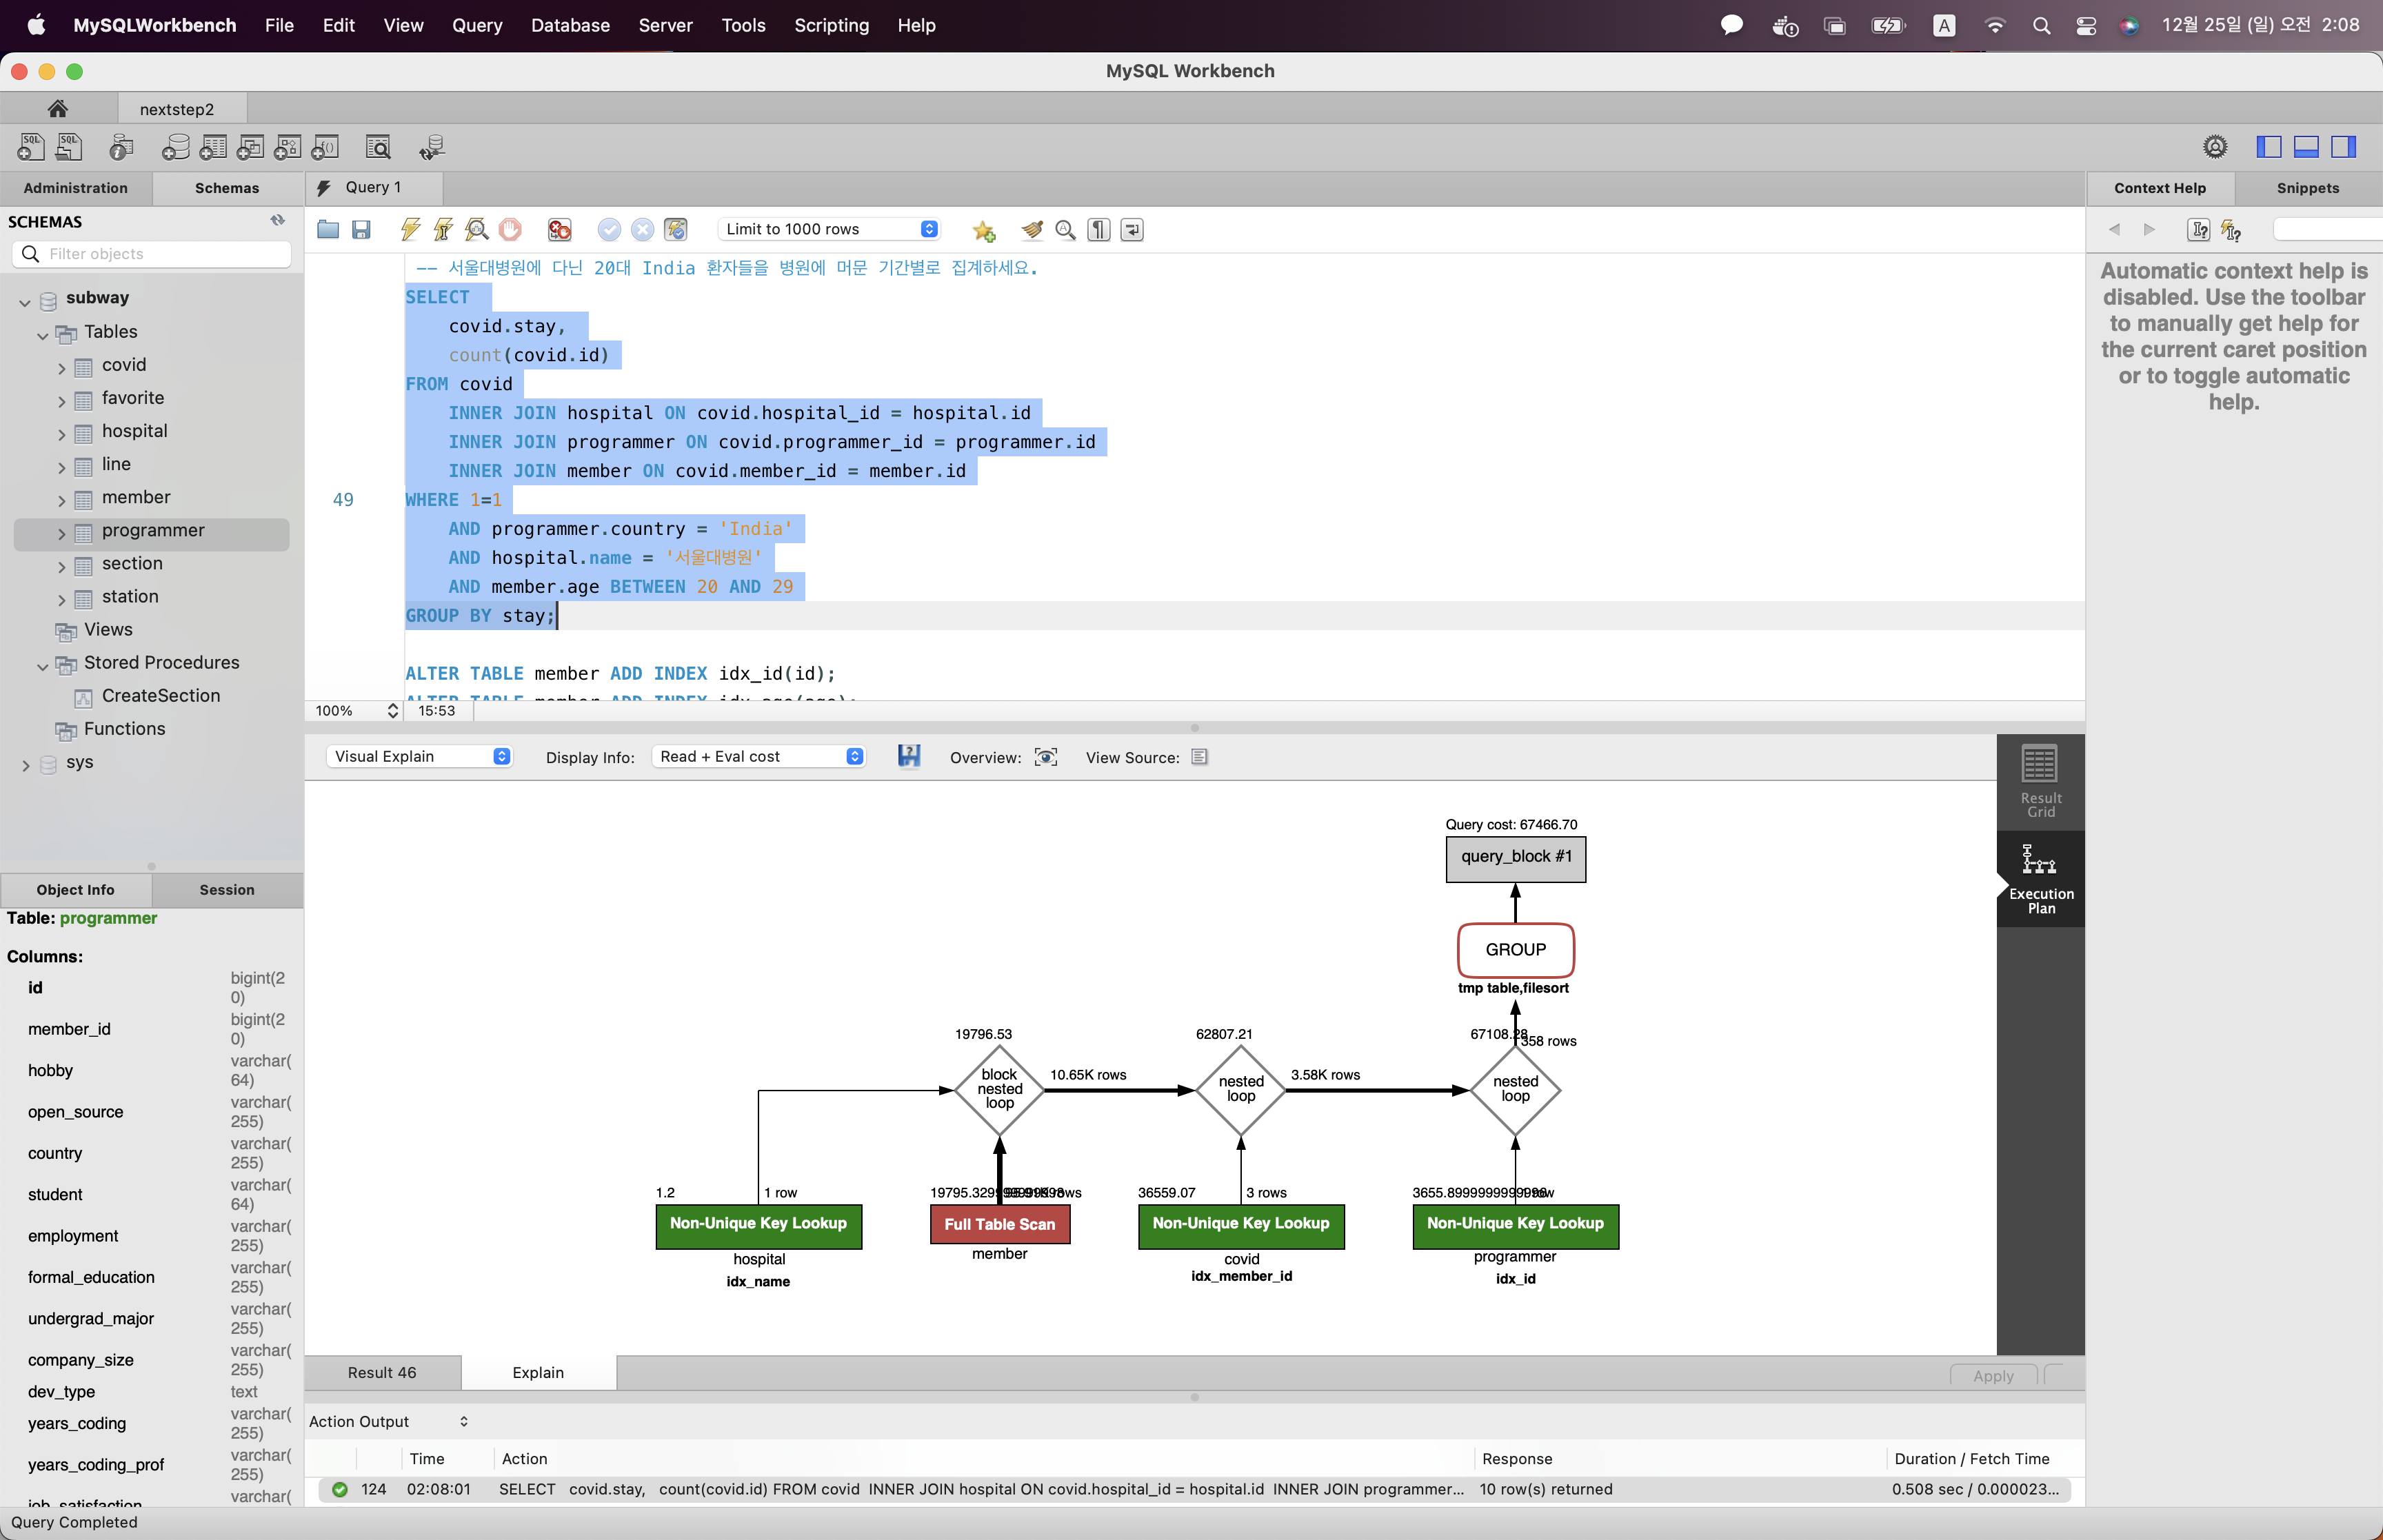 MySQLWorkbench File Edit View Query Database Server Tools Scripting Help A 12월 25일 (일) 오전 2:08
MySQL Workbench
nextstep2
Administration Schemas
SCHEMAS
Filter objects
subway
Tables
covid
favorite
hospital
line
member
programmer
section
station
Views
Stored Procedures
CreateSection
Functions
sys
Object Info Session
Table: programmer
Columns:
id bigint(2
0)
member_id bigint(2
0)
hobby varchar(
64)
open_source varchar(
255)
country varchar(
255)
student varchar(
64)
employment varchar(
255)
formal_education varchar(
255)
undergrad_major varchar(
255)
company_size varchar(
255)
dev_type text
years_coding varchar(
255)
years_coding_prof varchar(
255)
job_satisfaction varchar(
Query Completed
Query 1
Limit to 1000 rows
-- 서울대병원에 다닌 20대 India 환자들을 병원에 머문 기간별로 집계하세요.
SELECT
covid.stay,
count(covid.id)
FROM covid
INNER JOIN hospital ON covid.hospital_id = hospital.id
INNER JOIN programmer ON covid.programmer_id = programmer.id
INNER JOIN member ON covid.member_id = member.id
49 WHERE 1=1
AND programmer.country = 'India'
AND hospital.name = '서울대병원'
AND member.age BETWEEN 20 AND 29
GROUP BY stay;
ALTER TABLE member ADD INDEX idx_id(id);
ALTER TABLE member ADD INDEX idx_age(age);
100% 15:53
Visual Explain Display Info: Read + Eval cost Overview: View Source:
Query cost: 67466.70
query_block #1
GROUP
tmp table,filesort
19796.53 62807.21 67108.28
358 rows
block
nested
loop
10.65K rows
nested
loop
3.58K rows
nested
loop
1.2 1 row
36559.07 3 rows
Non-Unique Key Lookup Full Table Scan Non-Unique Key Lookup Non-Unique Key Lookup
hospital member covid programmer
idx_name idx_member_id idx_id
Result
Grid
Execution
Plan
Result 46 Explain Apply
Action Output
Time Action Response Duration / Fetch Time
124 02:08:01 SELECT covid.stay, count(covid.id) FROM covid INNER JOIN hospital ON covid.hospital_id = hospital.id INNER JOIN programmer... 10 row(s) returned 0.508 sec / 0.000023...
Context Help Snippets
Automatic context help is
disabled. Use the toolbar
to manually get help for
the current caret position
or to toggle automatic
help.